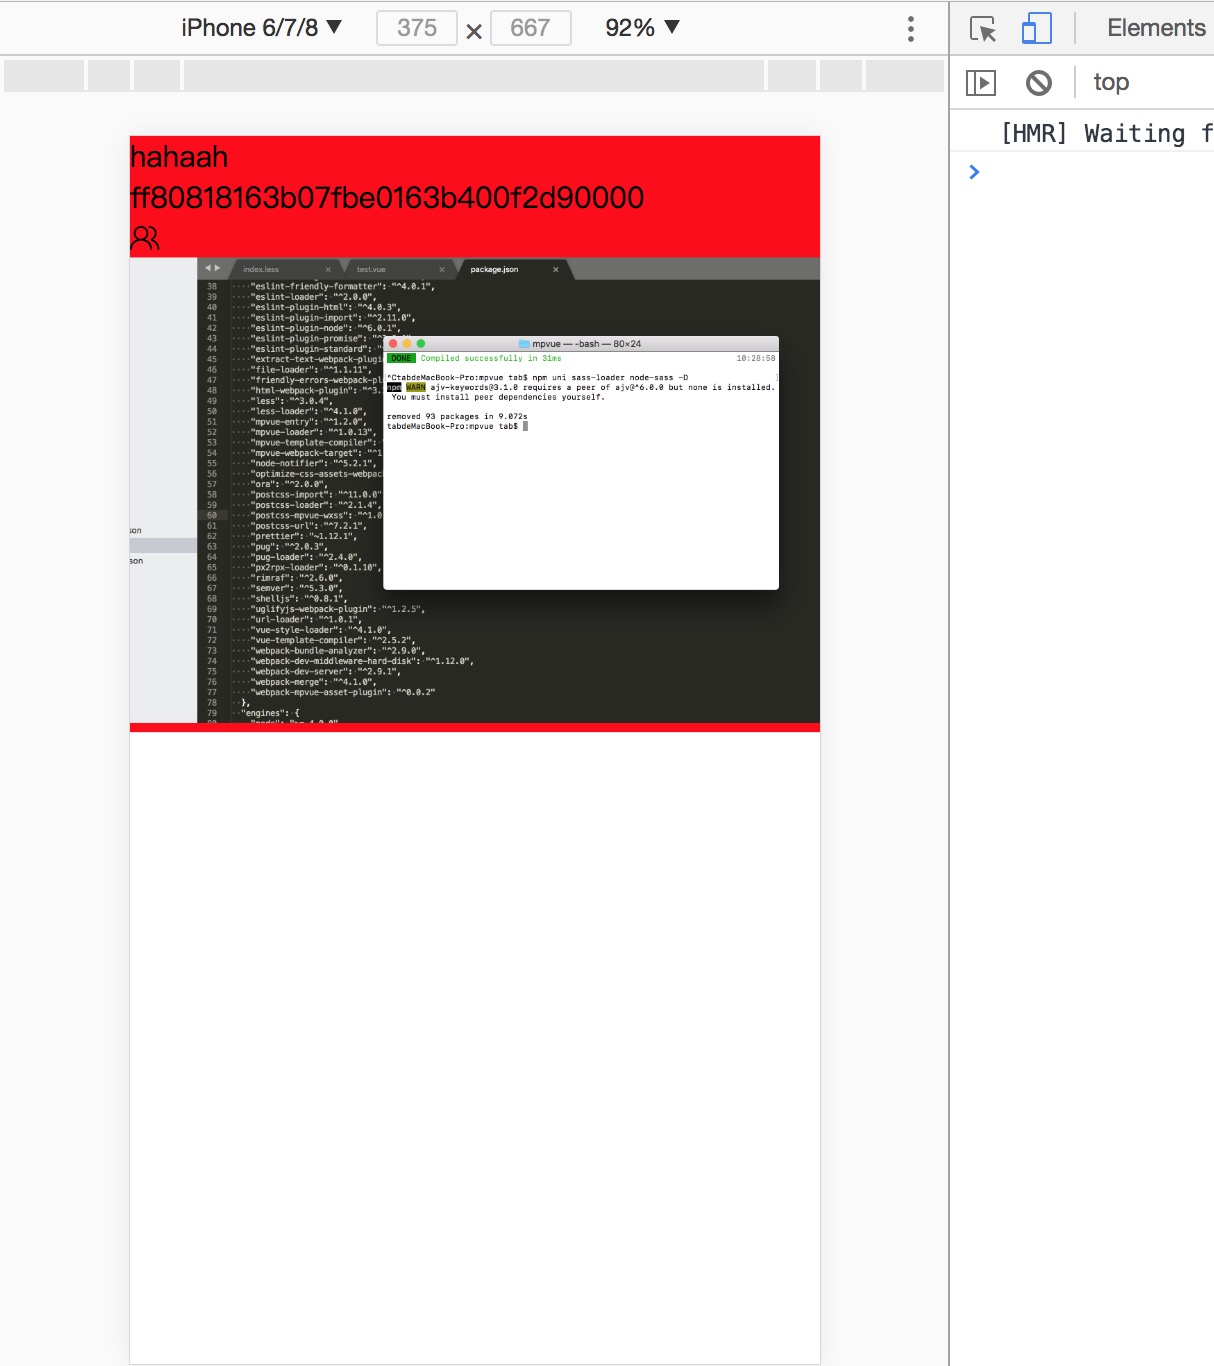 iPhone 6/7/8 ▼ 375 × 667 92% ▼
Elements
top
[HMR] Waiting f
hahaah
ff80818163b07fbe0163b400f2d90000
index.less × test.vue × package.json ×
38 ····"eslint-friendly-formatter":·"^4.0.1",
39 ····"eslint-loader":·"^2.0.0",
40 ····"eslint-plugin-html":·"^4.0.3",
41 ····"eslint-plugin-import":·"^2.11.0",
42 ····"eslint-plugin-node":·"^6.0.1",
43 ····"eslint-plugin-promise":·"^
44 ····"eslint-plugin-standard":·
45 ····"extract-text-webpack-plugi
46 ····"file-loader":·"^1.1.11",
47 ····"friendly-errors-webpack-pl
48 ····"html-webpack-plugin":·"^3.
49 ····"less":·"^3.0.4",
50 ····"less-loader":·"^4.1.0",
51 ····"mpvue-entry":·"^1.2.0",
52 ····"mpvue-loader":·"^1.0.13",
53 ····"mpvue-template-compiler":·
54 ····"mpvue-webpack-target":·"^1
55 ····"node-notifier":·"^5.2.1",
56 ····"optimize-css-assets-webpac
57 ····"ora":·"^2.0.0",
58 ····"postcss-import":·"^11.0.0"
59 ····"postcss-loader":·"^2.1.4",
60 ····"postcss-mpvue-wxss":·"^1.0
61 ····"postcss-url":·"^7.2.1",
62 ····"prettier":·"~1.12.1",
63 ····"pug":·"^2.0.3",
64 ····"pug-loader":·"^2.4.0",
65 ····"px2rpx-loader":·"^0.1.10",
66 ····"rimraf":·"^2.6.0",
67 ····"semver":·"^5.3.0",
68 ····"shelljs":·"^0.8.1",
69 ····"uglifyjs-webpack-plugin":·"^1.2.5",
70 ····"url-loader":·"^1.0.1",
71 ····"vue-style-loader":·"^4.1.0",
72 ····"vue-template-compiler":·"^2.5.2",
73 ····"webpack-bundle-analyzer":·"^2.9.0",
74 ····"webpack-dev-middleware-hard-disk":·"^1.12.0",
75 ····"webpack-dev-server":·"^2.9.1",
76 ····"webpack-merge":·"^4.1.0",
77 ····"webpack-mpvue-asset-plugin":·"^0.0.2"
78 ··},
79 ··"engines":·{
son
son
mpvue — -bash — 80×24
DONE Compiled successfully in 31ms 10:28:58
^CtabdeMacBook-Pro:mpvue tab$ npm uni sass-loader node-sass -D
npm WARN ajv-keywords@3.1.0 requires a peer of ajv@^6.0.0 but none is installed.
You must install peer dependencies yourself.
removed 93 packages in 9.072s
tabdeMacBook-Pro:mpvue tab$